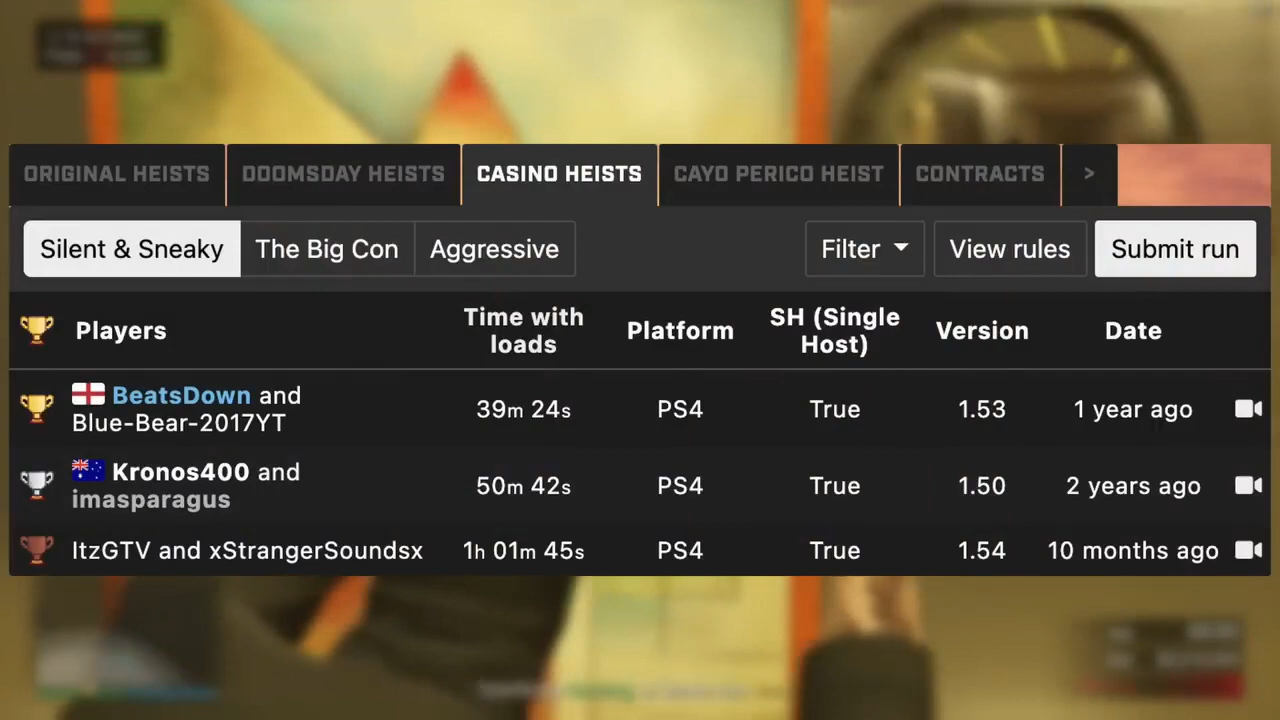 ORIGINAL HEISTS DOOMSDAY HEISTS CASINO HEISTS CAYO PERICO HEIST CONTRACTS >
Silent & Sneaky The Big Con Aggressive Filter View rules Submit run
Players Time with loads Platform SH (Single Host) Version Date
BeatsDown and
Blue-Bear-2017YT 39m 24s PS4 True 1.53 1 year ago
Kronos400 and
imasparagus 50m 42s PS4 True 1.50 2 years ago
ItzGTV and xStrangerSoundsx 1h 01m 45s PS4 True 1.54 10 months ago